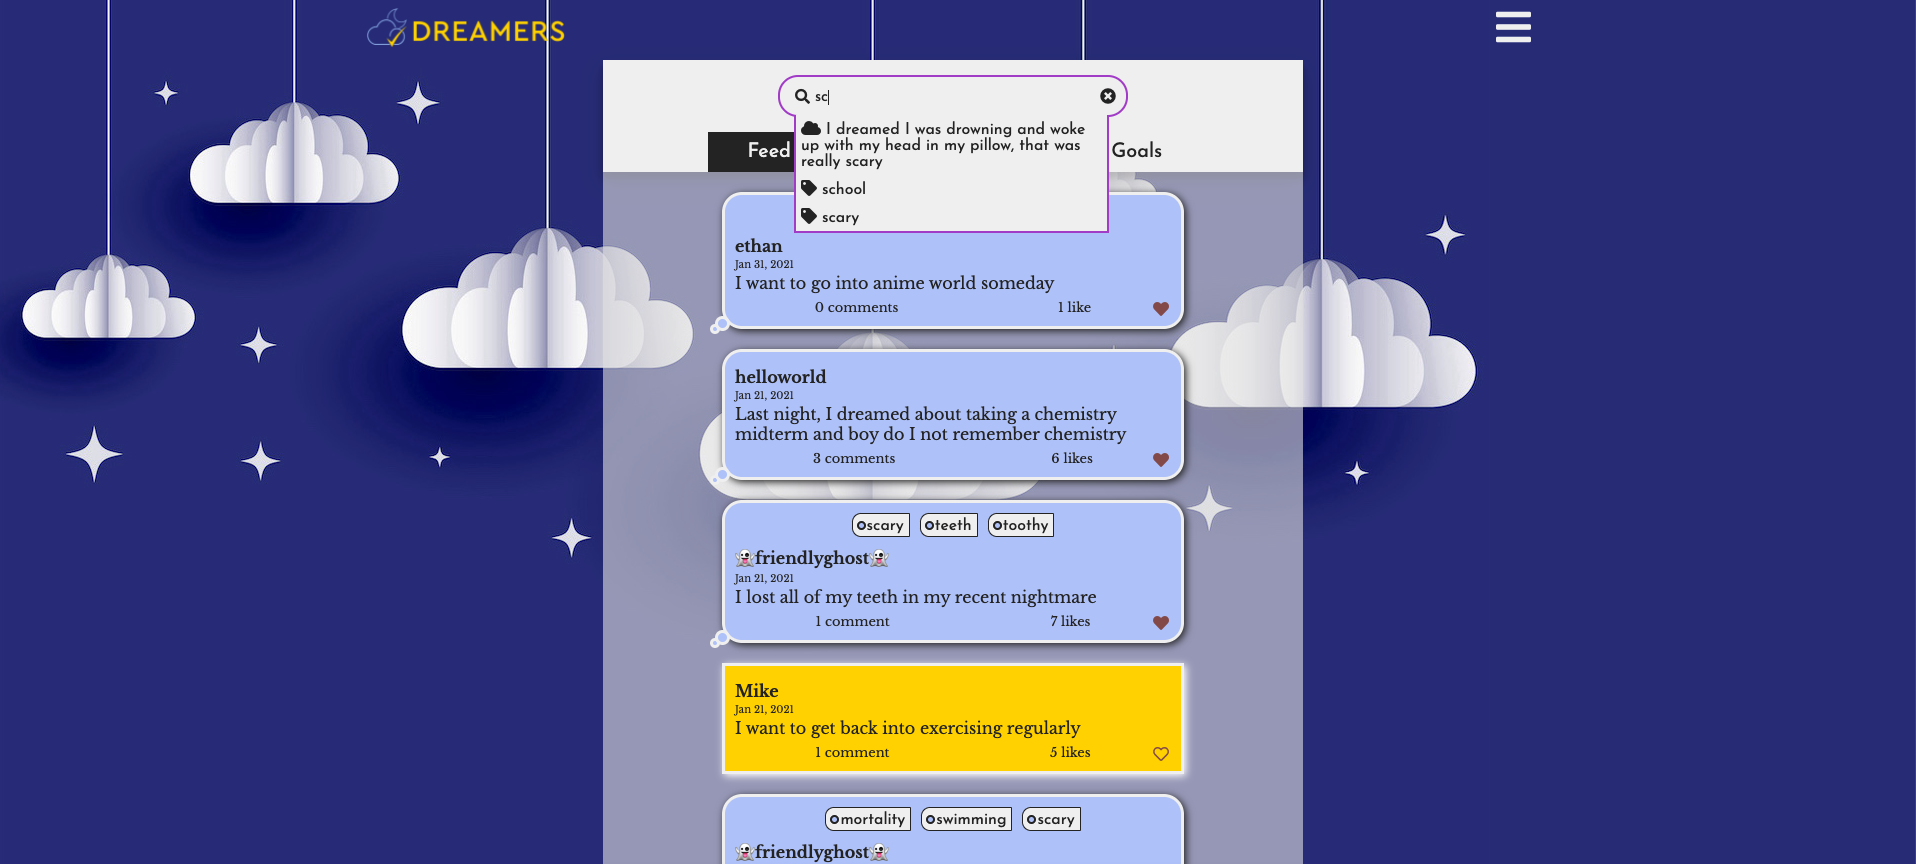 DREAMERS
sc
I dreamed I was drowning and woke
up with my head in my pillow, that was
really scary
school
scary
Feed
Goals
ethan
Jan 31, 2021
I want to go into anime world someday
0 comments 1 like
helloworld
Jan 21, 2021
Last night, I dreamed about taking a chemistry
midterm and boy do I not remember chemistry
3 comments 6 likes
scary teeth toothy
👻friendlyghost👻
Jan 21, 2021
I lost all of my teeth in my recent nightmare
1 comment 7 likes
Mike
Jan 21, 2021
I want to get back into exercising regularly
1 comment 5 likes
mortality swimming scary
👻friendlyghost👻